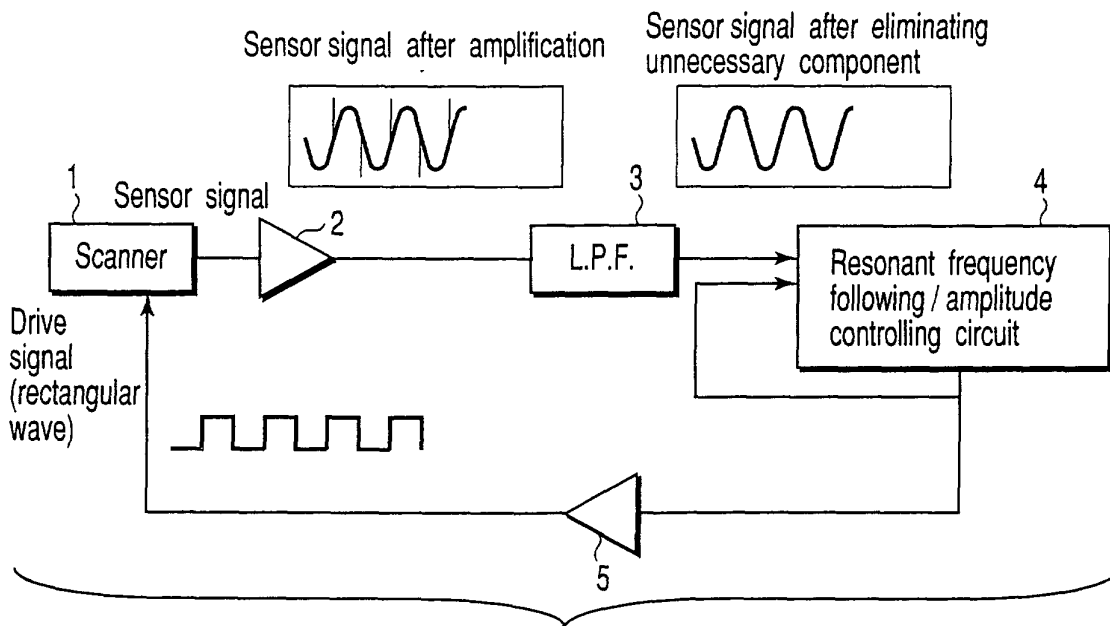 Sensor signal after amplification
Sensor signal after eliminating
unnecessary component
1
Sensor signal
2
3
4
Scanner
L.P.F.
Resonant frequency
following / amplitude
controlling circuit
Drive
signal
(rectangular
wave)
5